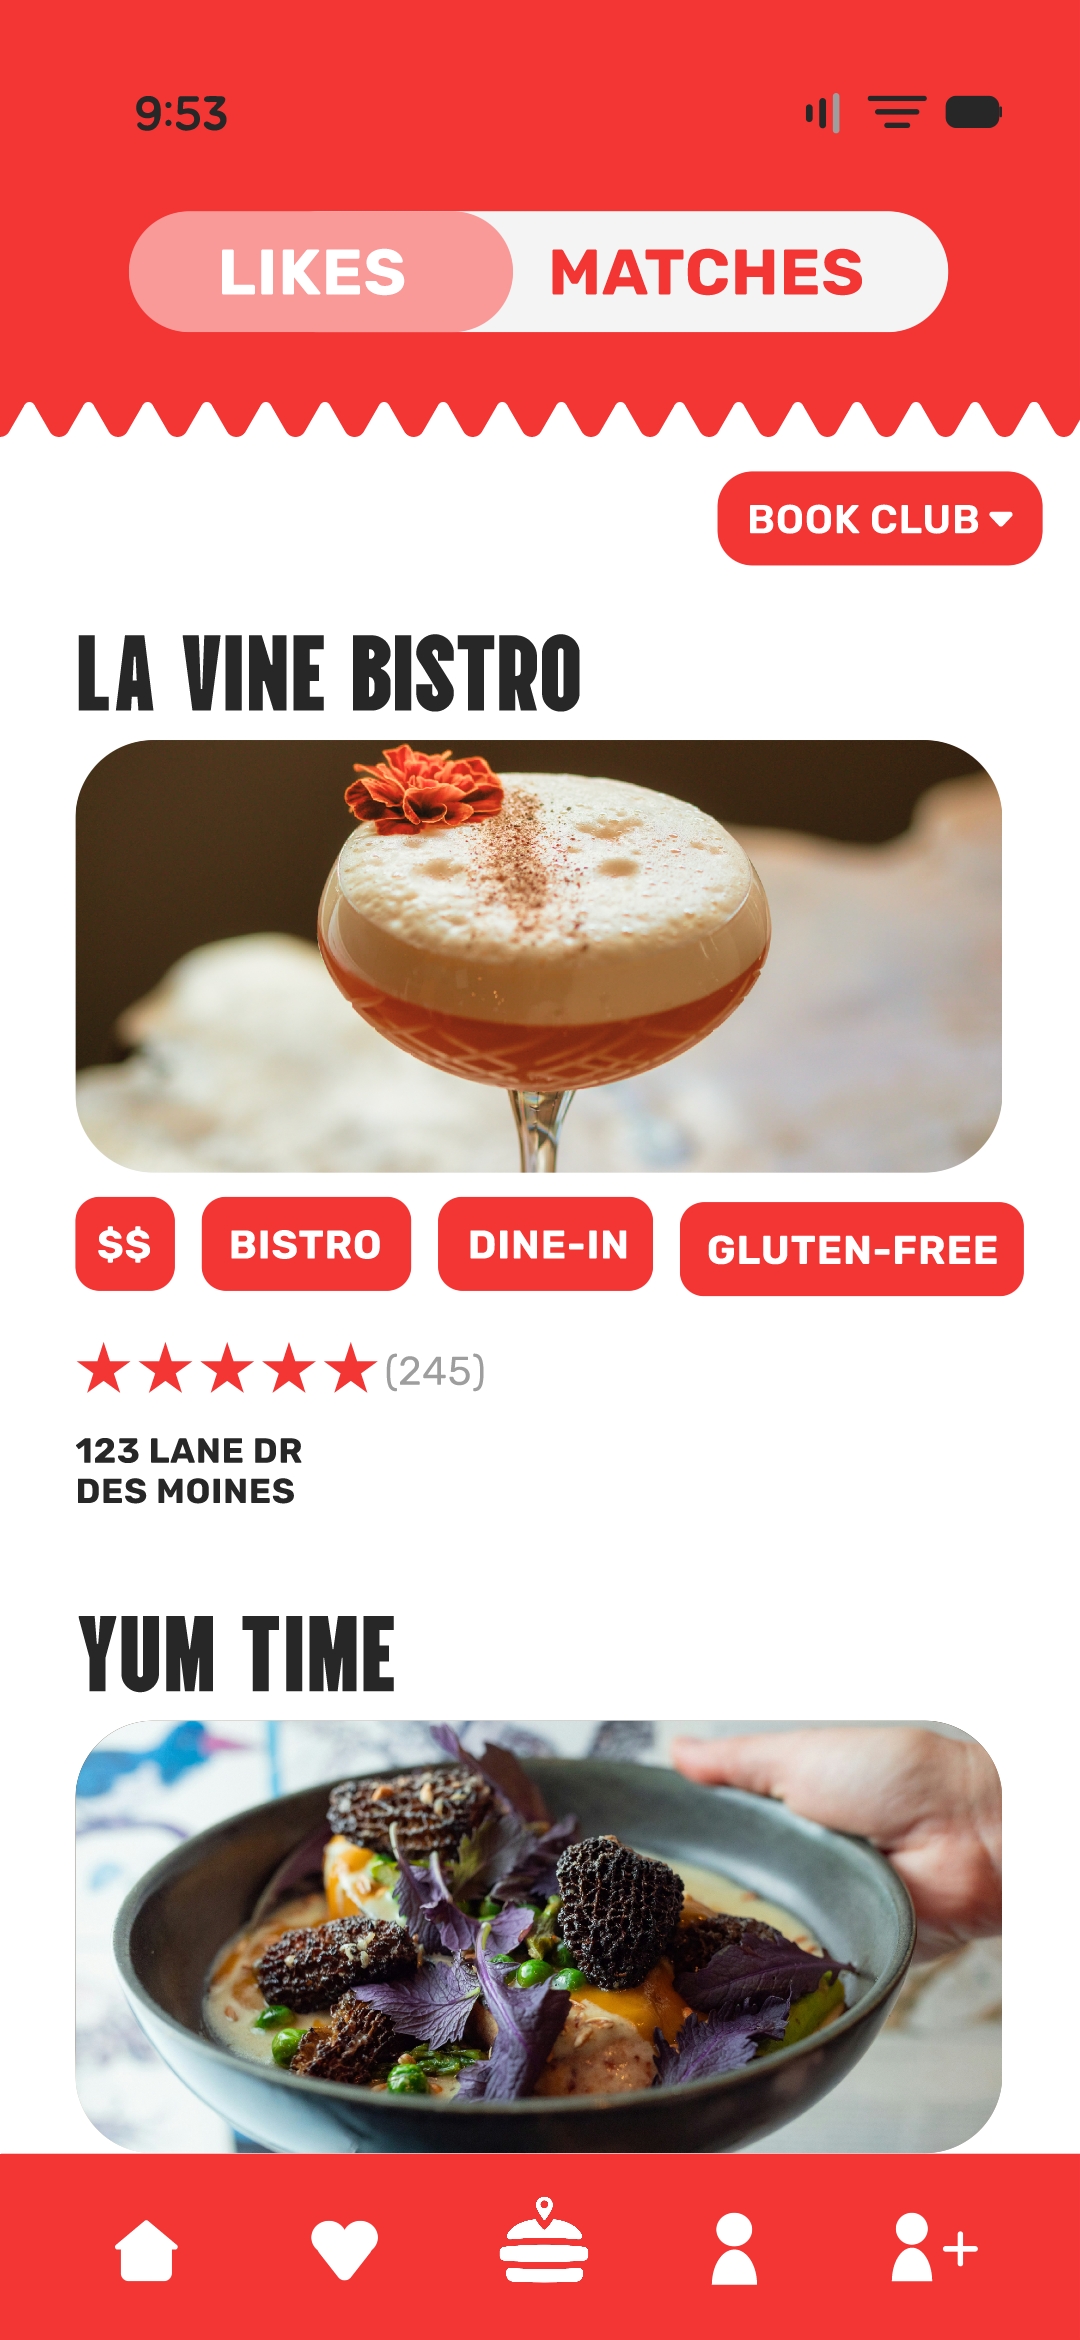 9:53
LIKES MATCHES
BOOK CLUB
LA VINE BISTRO
$$ BISTRO DINE-IN GLUTEN-FREE
★★★★★(245)
123 LANE DR
DES MOINES
YUM TIME